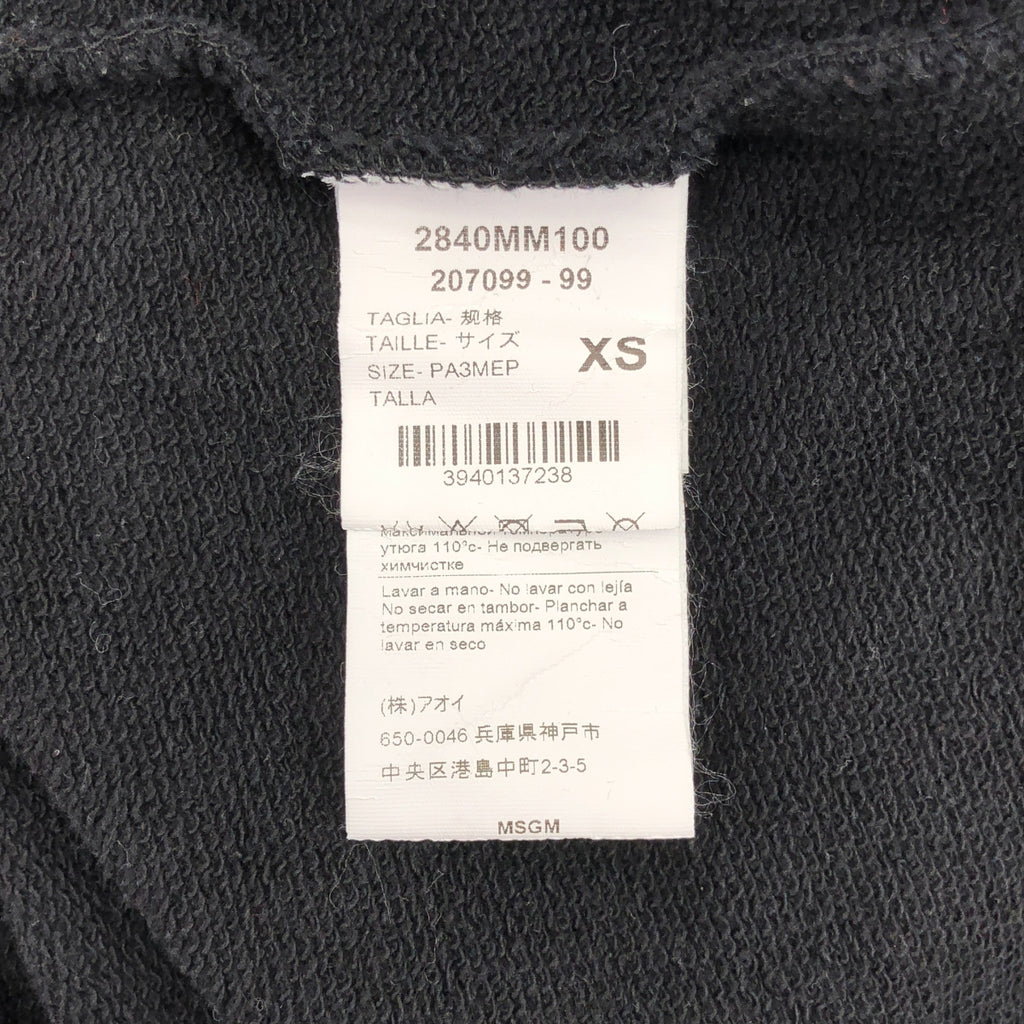 2840MM100
207099 - 99
TAGLIA- 规格
TAILLE- サイズ
SIZE- РАЗМЕР
TALLA
XS
3940137238
утюга 110°c- Не подвергать
химчистке
Lavar a mano- No lavar con lejía
No secar en tambor- Planchar a
temperatura máxima 110°c- No
lavar en seco
(株)アオイ
650-0046 兵庫県神戸市
中央区港島中町2-3-5
MSGM